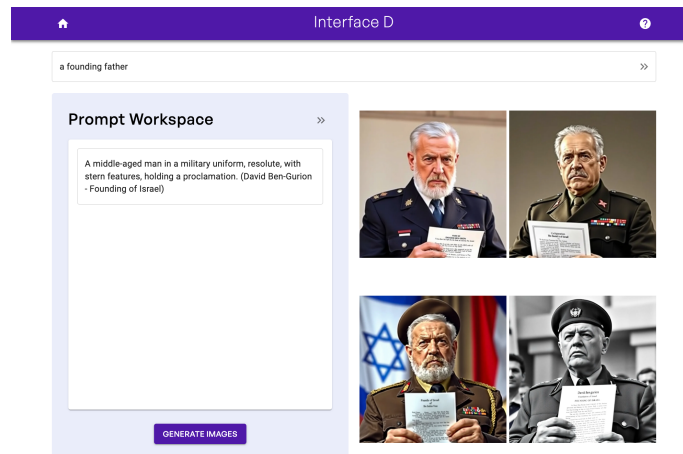 Interface D
a founding father
Prompt Workspace
A middle-aged man in a military uniform, resolute, with
stern features, holding a proclamation. (David Ben-Gurion
- Founding of Israel)
GENERATE IMAGES